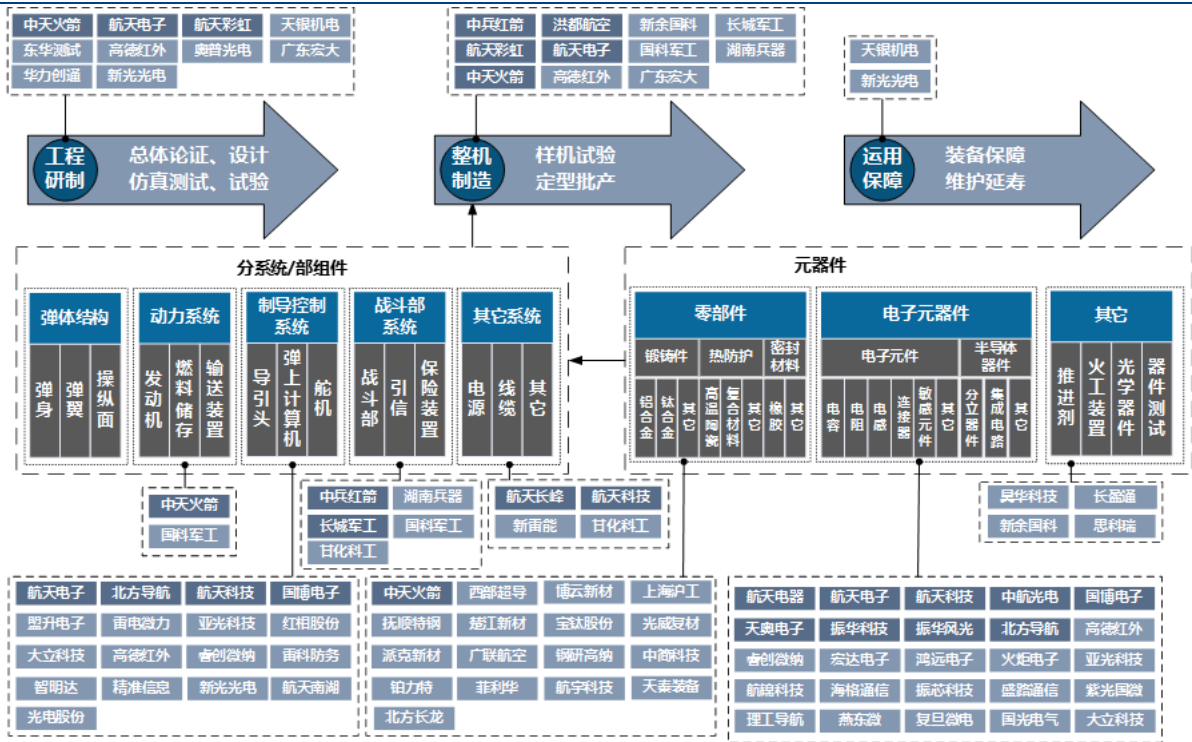 中天火箭 航天电子 航天彩虹 天银机电
东华测试 高德红外 奥普光电 广东宏大
华力创通 新光光电
中兵红箭 洪都航空 新余国科 长城军工
航天彩虹 航天电子 国科军工 湖南兵器
中天火箭 高德红外 广东宏大
天银机电
新光光电
工程
研制
总体论证、设计
仿真测试、试验
整机
制造
样机试验
定型批产
运用
保障
装备保障
维护延寿
分系统/部组件
弹体结构
弹身 弹翼 操纵面
动力系统
发动机 燃料储存 输送装置
制导控制
系统
导引头 弹上计算机 舵机
战斗部
系统
战斗部 引信 保险装置
其它系统
电源 线缆 其它
元器件
零部件
锻铸件 热防护 密封
材料
铝合金 钛合金 其它 高温陶瓷 复合材料 其它 橡胶 其它
电子元器件
电子元件 半导体
器件
电容 电阻 电感 连接器 敏感元件 其它 分立器件 集成电路 其它
其它
推进剂 火工装置 光学器件 器件测试
中天火箭
国科军工
中兵红箭 湖南兵器
长城军工 国科军工
甘化科工
航天长峰 航天科技
新雷能 甘化科工
昊华科技 长盈通
新余国科 思科瑞
航天电子 北方导航 航天科技 国博电子
盟升电子 雷电微力 亚光科技 红相股份
大立科技 高德红外 睿创微纳 雷科防务
智明达 精准信息 新光光电 航天南湖
光电股份
中天火箭 西部超导 博云新材 上海沪工
抚顺特钢 楚江新材 宝钛股份 光威复材
派克新材 广联航空 钢研高纳 中简科技
铂力特 菲利华 航宇科技 天秦装备
北方长龙
航天电器 航天电子 航天科技 中航光电 国博电子
天奥电子 振华科技 振华风光 北方导航 高德红外
睿创微纳 宏达电子 鸿远电子 火炬电子 亚光科技
航锦科技 海格通信 振芯科技 盛路通信 紫光国微
理工导航 燕东微 复旦微电 国光电气 大立科技